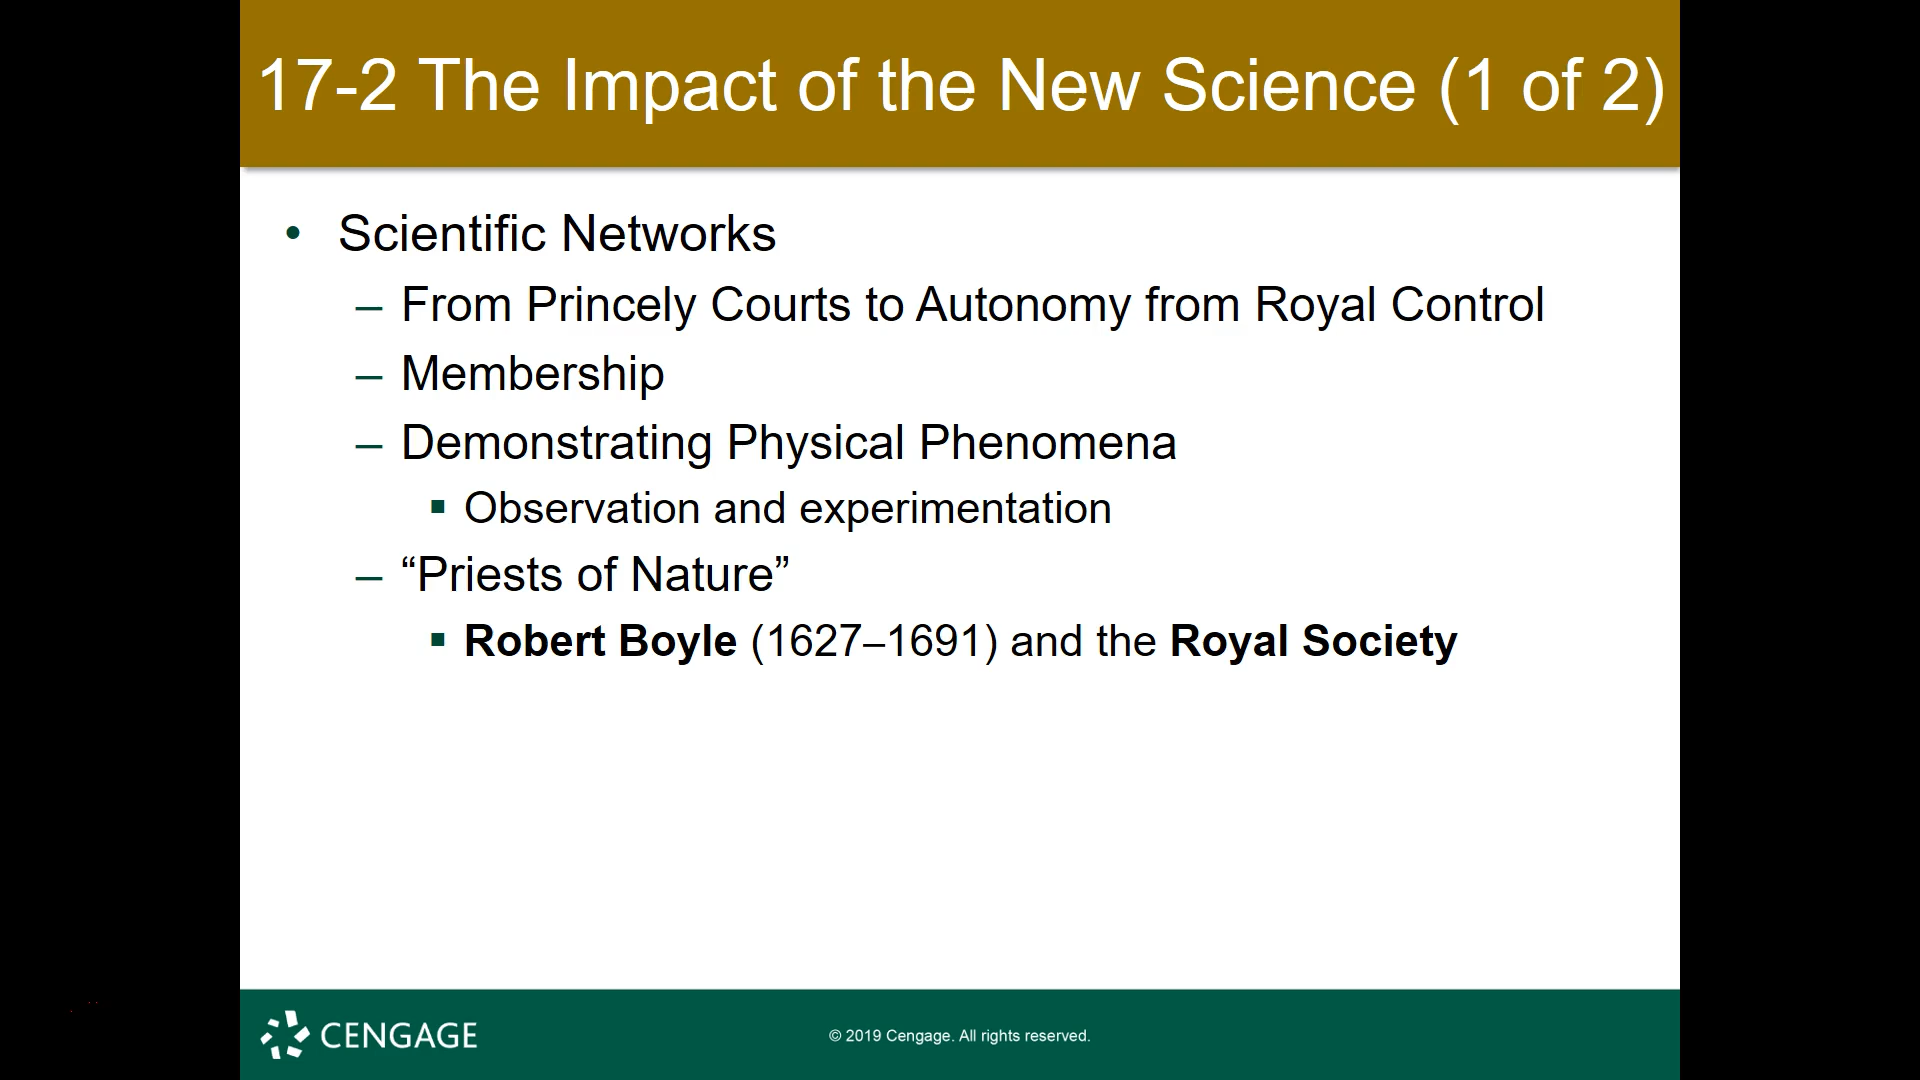 17-2 The Impact of the New Science (1 of 2)
• Scientific Networks
– From Princely Courts to Autonomy from Royal Control
– Membership
– Demonstrating Physical Phenomena
▪ Observation and experimentation
– “Priests of Nature”
▪ Robert Boyle (1627–1691) and the Royal Society
CENGAGE
© 2019 Cengage. All rights reserved.